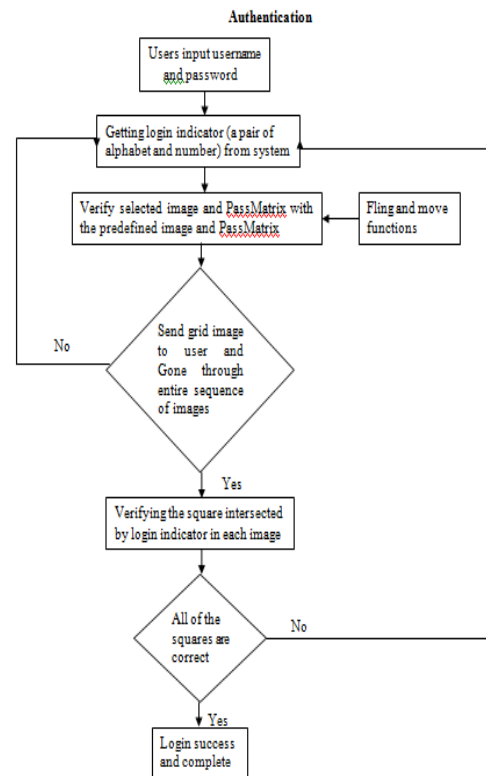 Authentication
Users input username
and password
Getting login indicator (a pair of
alphabet and number) from system
Verify selected image and PassMatrix with
the predefined image and PassMatrix
Fling and move
functions
Send grid image
to user and
Gone through
entire sequence
of images
No
Yes
Verifying the square intersected
by login indicator in each image
All of the
squares are
correct
No
Yes
Login success
and complete